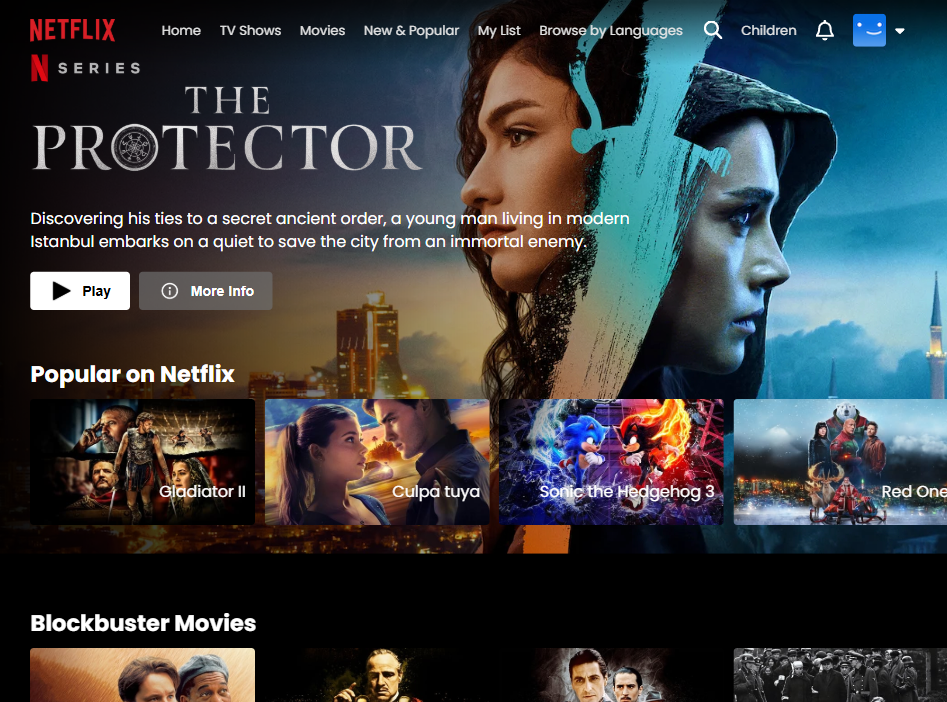 NETFLIX
Home TV Shows Movies New & Popular My List Browse by Languages Children
N SERIES
THE
PROTECTOR
Discovering his ties to a secret ancient order, a young man living in modern
Istanbul embarks on a quiet to save the city from an immortal enemy.
Play More Info
Popular on Netflix
Gladiator II Culpa tuya Sonic the Hedgehog 3 Red One
Blockbuster Movies